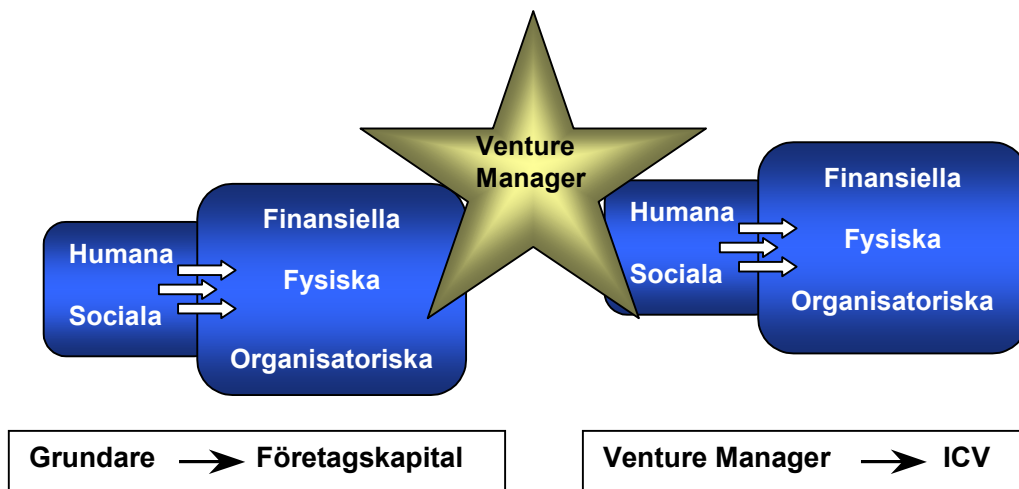 Venture
Manager
Humana
Sociala
Finansiella
Fysiska
Organisatoriska
Humana
Sociala
Finansiella
Fysiska
Organisatoriska
Grundare Företagskapital
Venture Manager ICV